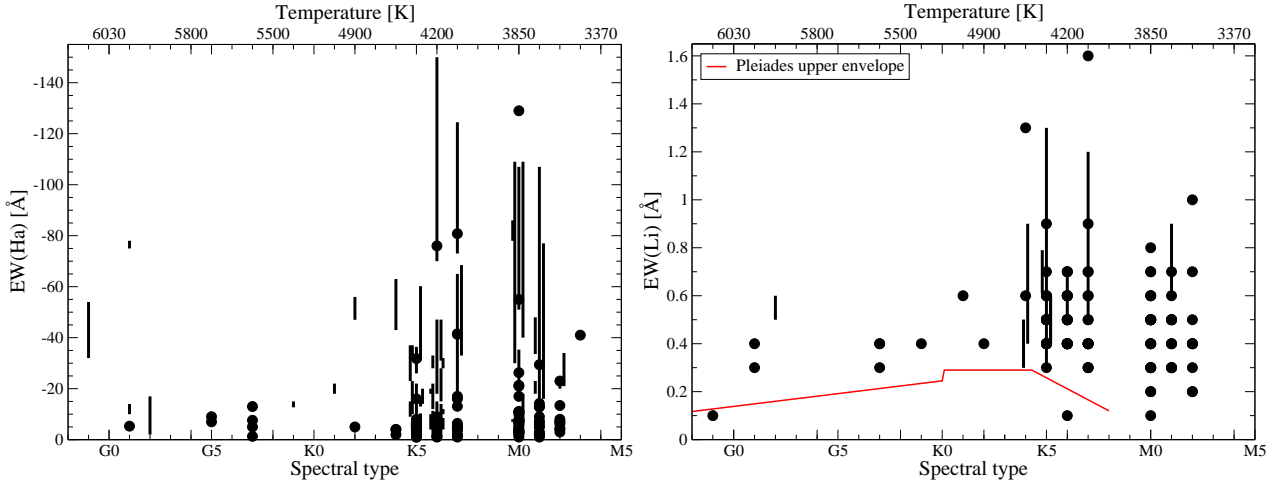 Temperature [K]
6030 5800 5500 4900 4200 3850 3370
EW(Ha) [Å]
-140
-120
-100
-80
-60
-40
-20
0
G0 G5 K0 K5 M0 M5
Spectral type
Temperature [K]
6030 5800 5500 4900 4200 3850 3370
Pleiades upper envelope
EW(Li) [Å]
1.6
1.4
1.2
1
0.8
0.6
0.4
0.2
0
G0 G5 K0 K5 M0 M5
Spectral type